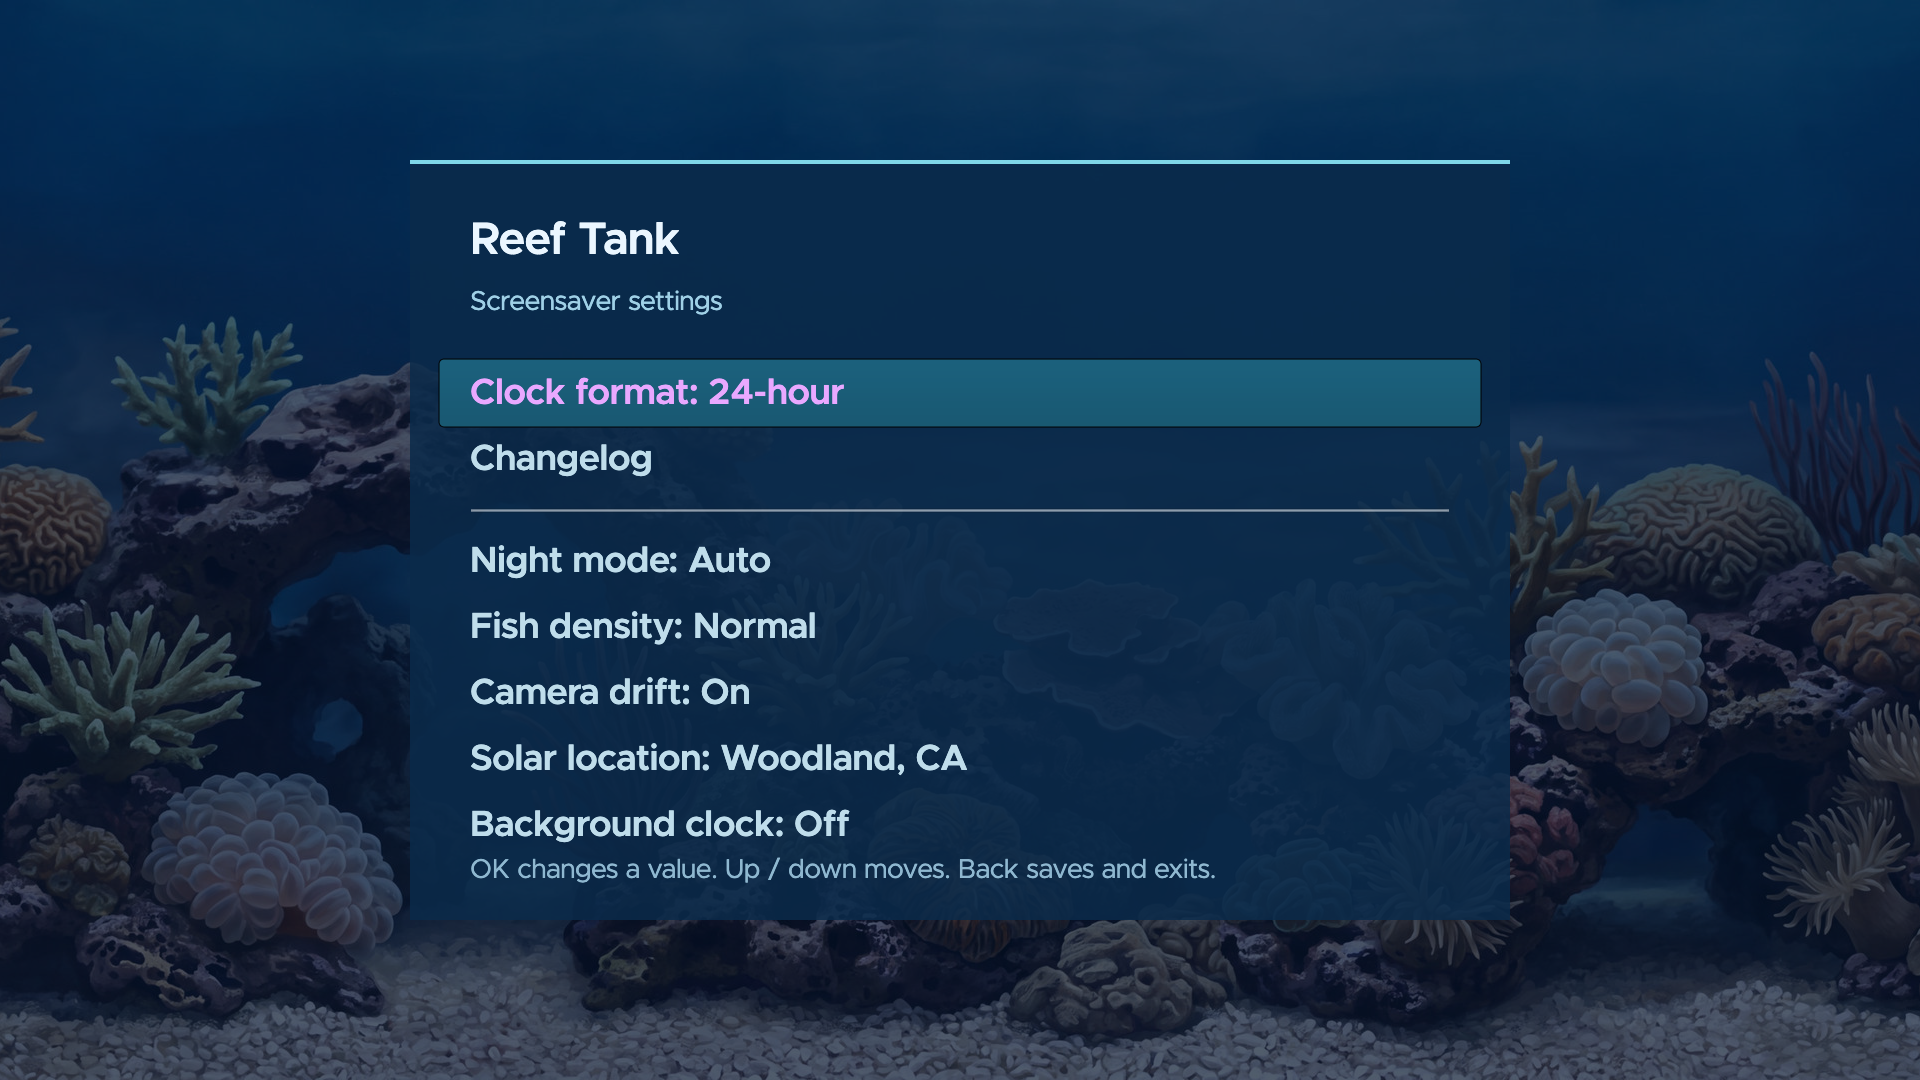 Reef Tank
Screensaver settings
Clock format: 24-hour
Changelog
Night mode: Auto
Fish density: Normal
Camera drift: On
Solar location: Woodland, CA
Background clock: Off
OK changes a value. Up / down moves. Back saves and exits.